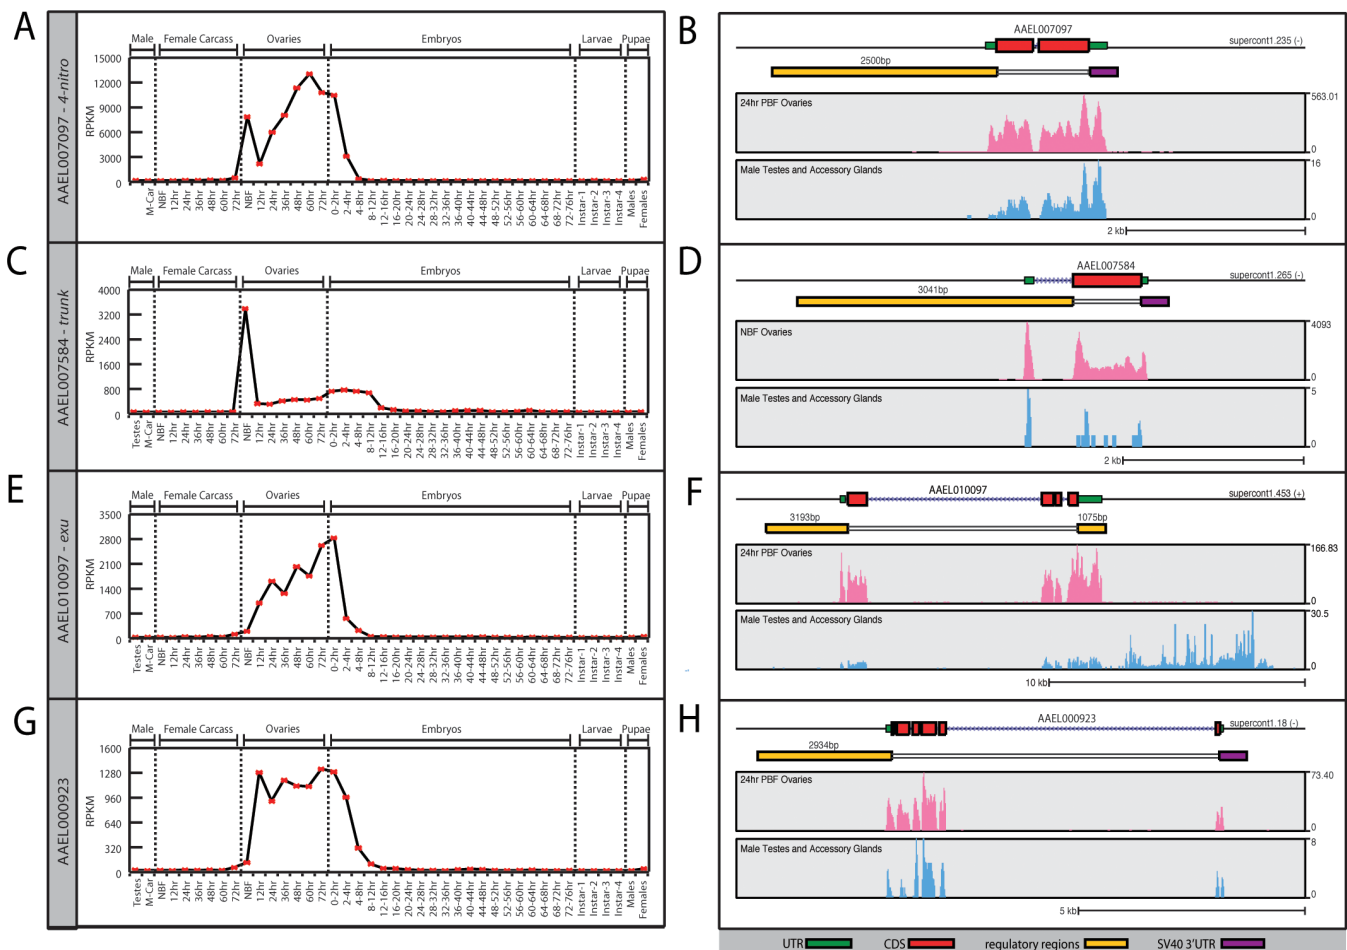 A
AAEL007097 - 4-nitro
Male Female Carcass Ovaries Embryos Larvae Pupae
RPKM
15000
12000
9000
6000
3000
0
Testes M-Car NBF 12hr 24hr 36hr 48hr 60hr 72hr NBF 12hr 24hr 36hr 48hr 60hr 72hr 0-2hr 2-4hr 4-8hr 8-12hr 12-16hr 16-20hr 20-24hr 24-28hr 28-32hr 32-36hr 36-40hr 40-44hr 44-48hr 48-52hr 52-56hr 56-60hr 60-64hr 64-68hr 68-72hr 72-76hr Instar-1 Instar-2 Instar-3 Instar-4 Males Females
B
AAEL007097
supercont1.235 (-)
2500bp
24hr PBF Ovaries
563.01
0
Male Testes and Accessory Glands
16
0
2 kb
C
AAEL007584 - trunk
Male Female Carcass Ovaries Embryos Larvae Pupae
RPKM
4000
3200
2400
1600
800
0
Testes M-Car NBF 12hr 24hr 36hr 48hr 60hr 72hr NBF 12hr 24hr 36hr 48hr 60hr 72hr 0-2hr 2-4hr 4-8hr 8-12hr 12-16hr 16-20hr 20-24hr 24-28hr 28-32hr 32-36hr 36-40hr 40-44hr 44-48hr 48-52hr 52-56hr 56-60hr 60-64hr 64-68hr 68-72hr 72-76hr Instar-1 Instar-2 Instar-3 Instar-4 Males Females
D
AAEL007584
supercont1.265 (-)
3041bp
NBF Ovaries
4093
0
Male Testes and Accessory Glands
5
0
2 kb
E
AAEL010097 - exu
Male Female Carcass Ovaries Embryos Larvae Pupae
RPKM
3500
2800
2100
1400
700
0
Testes M-Car NBF 12hr 24hr 36hr 48hr 60hr 72hr NBF 12hr 24hr 36hr 48hr 60hr 72hr 0-2hr 2-4hr 4-8hr 8-12hr 12-16hr 16-20hr 20-24hr 24-28hr 28-32hr 32-36hr 36-40hr 40-44hr 44-48hr 48-52hr 52-56hr 56-60hr 60-64hr 64-68hr 68-72hr 72-76hr Instar-1 Instar-2 Instar-3 Instar-4 Males Females
F
AAEL010097
supercont1.453 (+)
3193bp 1075bp
24hr PBF Ovaries
166.83
0
Male Testes and Accessory Glands
30.5
0
10 kb
G
AAEL000923
Male Female Carcass Ovaries Embryos Larvae Pupae
RPKM
1600
1280
960
640
320
0
Testes M-Car NBF 12hr 24hr 36hr 48hr 60hr 72hr NBF 12hr 24hr 36hr 48hr 60hr 72hr 0-2hr 2-4hr 4-8hr 8-12hr 12-16hr 16-20hr 20-24hr 24-28hr 28-32hr 32-36hr 36-40hr 40-44hr 44-48hr 48-52hr 52-56hr 56-60hr 60-64hr 64-68hr 68-72hr 72-76hr Instar-1 Instar-2 Instar-3 Instar-4 Males Females
H
AAEL000923
supercont1.18 (-)
2934bp
24hr PBF Ovaries
73.40
0
Male Testes and Accessory Glands
8
0
5 kb
UTR CDS regulatory regions SV40 3'UTR